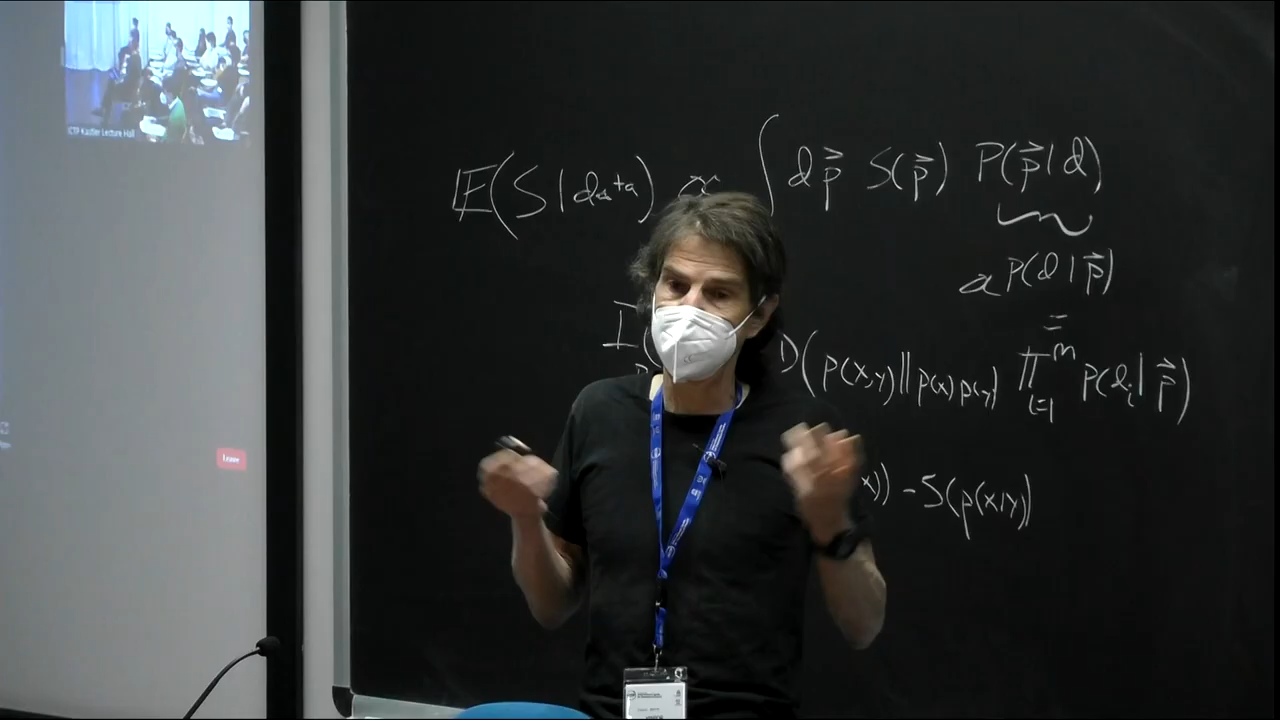 ICTP Kastler Lecture Hall
E(S | data) ∝ ∫ dp⃗ S(p⃗) P(p⃗ | d)
α P(d | p⃗)
=
I D(p(x,y)||p(x)p(y)) ∏ᵢ₌₁ᵐ P(dᵢ | p⃗)
Leave
(x)) - S(p(x|y))